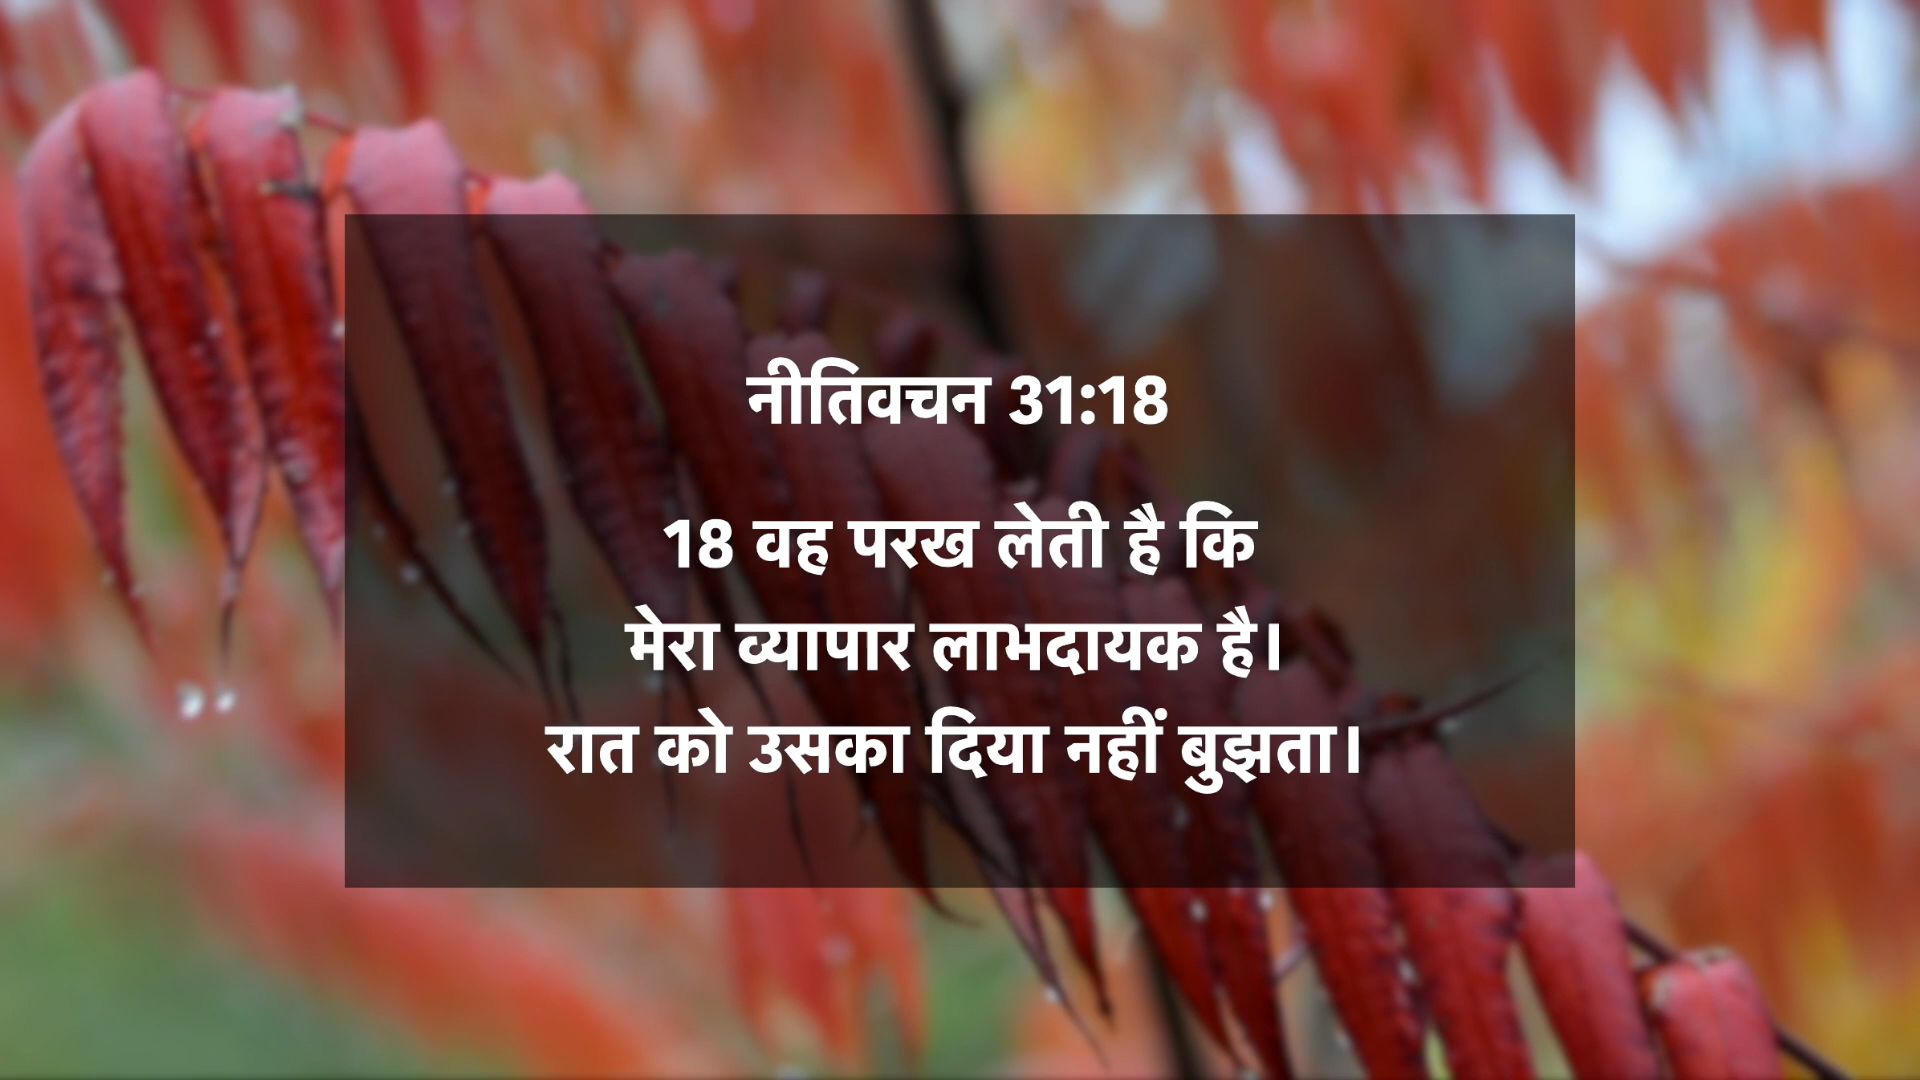 नीतिवचन 31:18
18 वह परख लेती है कि
मेरा व्यापार लाभदायक है।
रात को उसका दिया नहीं बुझता।